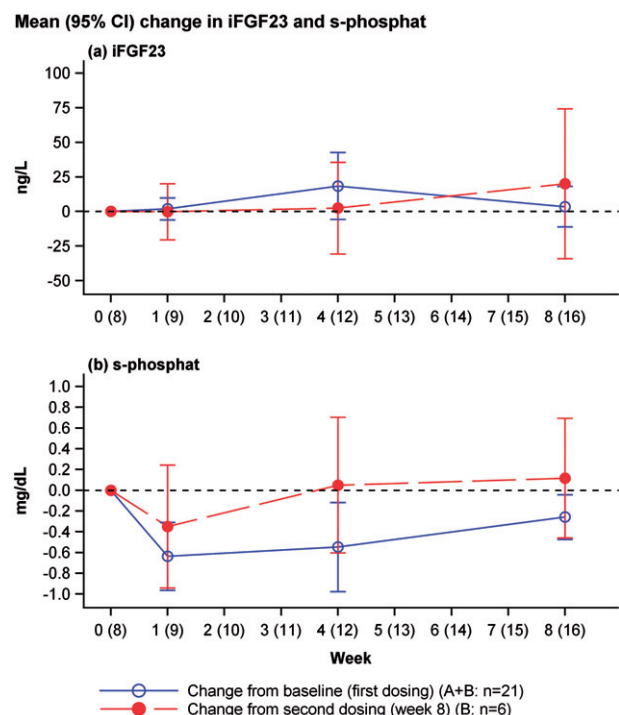 Mean (95% CI) change in iFGF23 and s-phosphat
(a) iFGF23
100
75
50
25
0
-25
-50
ng/L
0 (8) 1 (9) 2 (10) 3 (11) 4 (12) 5 (13) 6 (14) 7 (15) 8 (16)
(b) s-phosphat
1.0
0.8
0.6
0.4
0.2
0.0
-0.2
-0.4
-0.6
-0.8
-1.0
mg/dL
0 (8) 1 (9) 2 (10) 3 (11) 4 (12) 5 (13) 6 (14) 7 (15) 8 (16)
Week
Change from baseline (first dosing) (A+B: n=21)
Change from second dosing (week 8) (B: n=6)